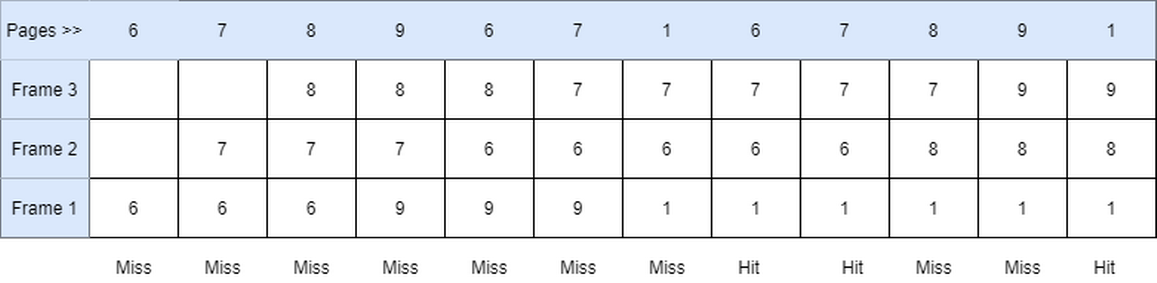 Pages >> 6 7 8 9 6 7 1 6 7 8 9 1
Frame 3 8 8 8 7 7 7 7 7 9 9
Frame 2 7 7 7 6 6 6 6 6 8 8 8
Frame 1 6 6 6 9 9 9 1 1 1 1 1 1
Miss Miss Miss Miss Miss Miss Miss Hit Hit Miss Miss Hit